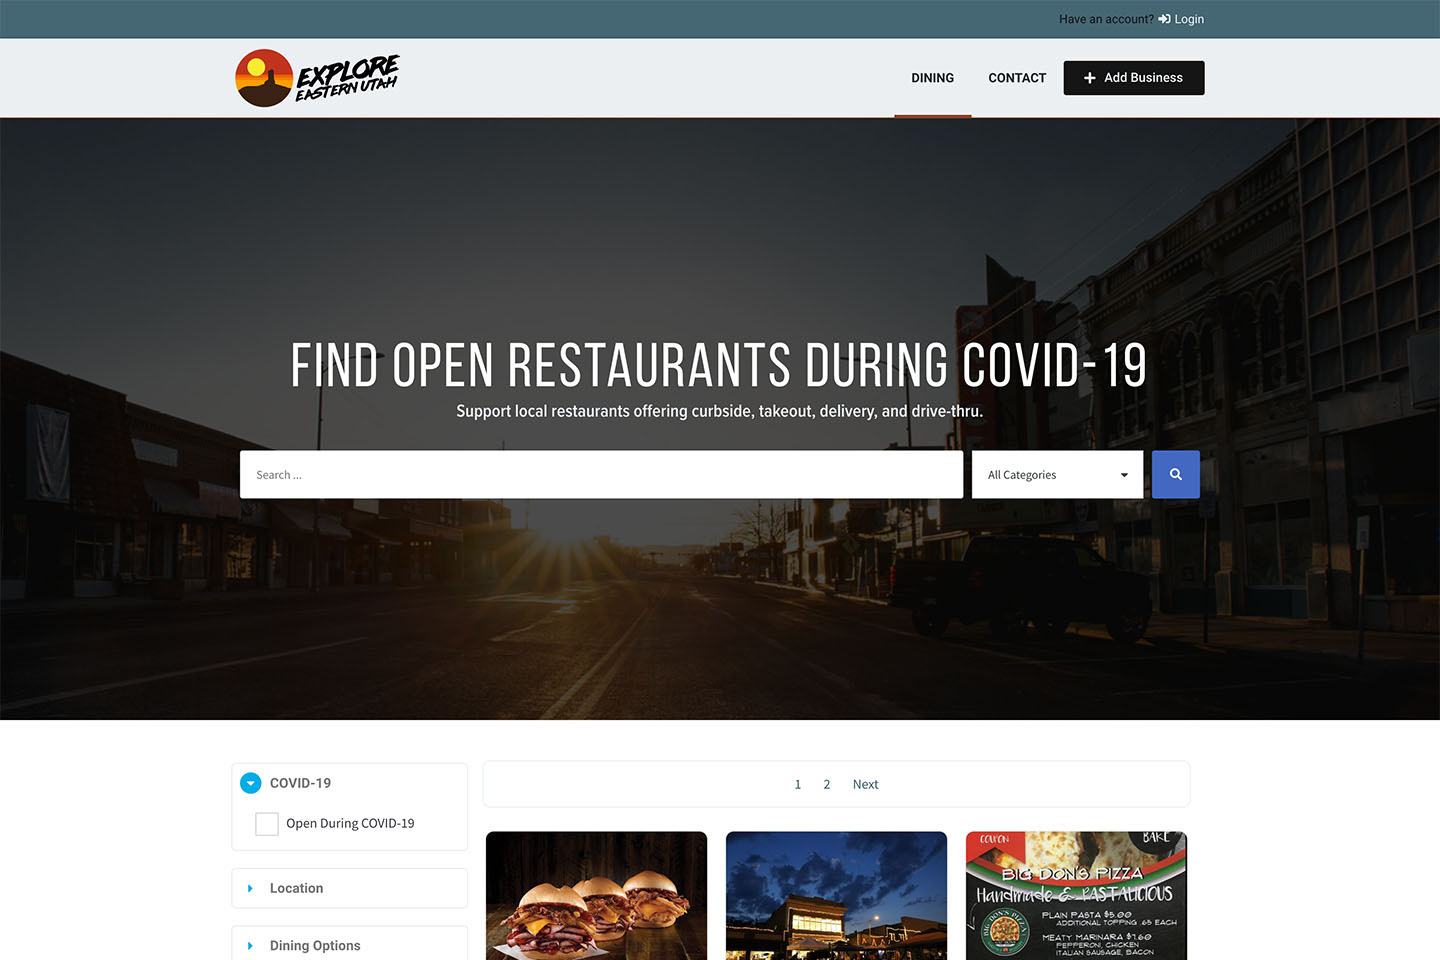 Have an account? Login
EXPLORE
EASTERN UTAH
DINING
CONTACT
Add Business
FIND OPEN RESTAURANTS DURING COVID-19
Support local restaurants offering curbside, takeout, delivery, and drive-thru.
Search ...
All Categories
COVID-19
Open During COVID-19
Location
Dining Options
1 2 Next
COUPON
BAKE
BIG DON'S PIZZA
Handmade & PASTALICIOUS
BIG DON'S PIZZA
PLAIN PASTA $5.00
ADDITIONAL TOPPING .65 EACH
MEATY MARINARA $7.60
PEPPERONI, CHICKEN
ITALIAN SAUSAGE, BACON